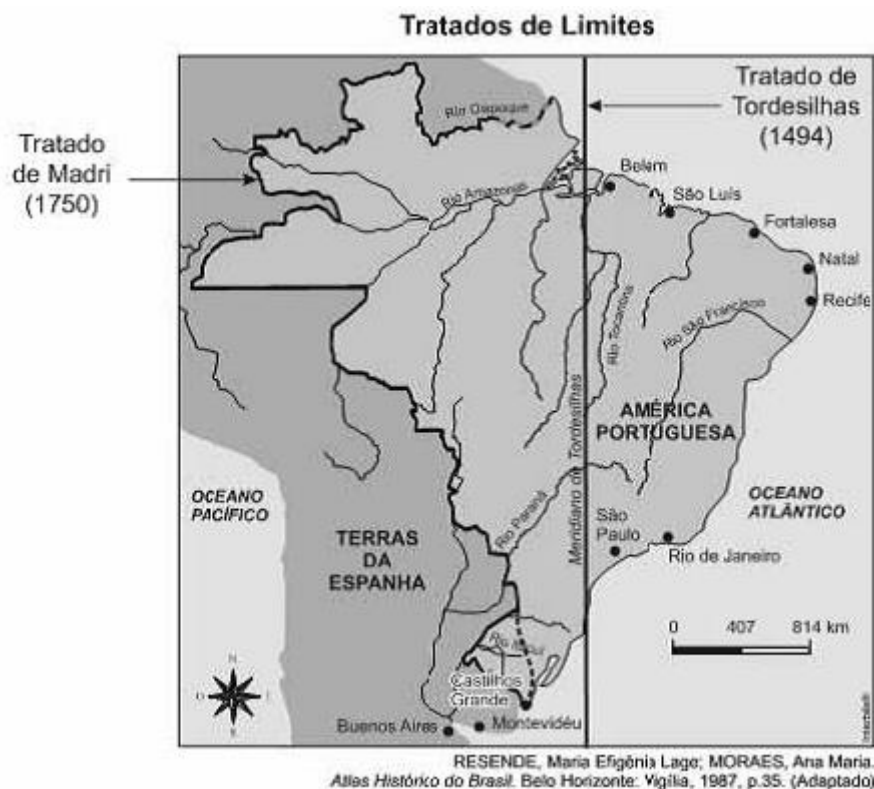 Tratados de Limites
Tratado de
Tordesilhas
(1494)
Tratado
de Madri
(1750)
Rio Oiapoque
Rio Amazonas
Belem
São Luís
Fortalesa
Natal
Recife
Rio São Francisco
Rio Tocantins
Meridiano de Tordesilhas
AMÉRICA
PORTUGUESA
OCEANO
PACÍFICO
OCEANO
ATLÂNTICO
Rio Paraná
São
Paulo
Rio de Janeiro
TERRAS
DA
ESPANHA
0 407 814 km
Castilhos
Grande
Montevidéu
Buenos Aires
N
RESENDE, Maria Efigênia Lage; MORAES, Ana Maria.
Atlas Histórico do Brasil. Belo Horizonte: Vigília, 1987, p.35. (Adaptado)